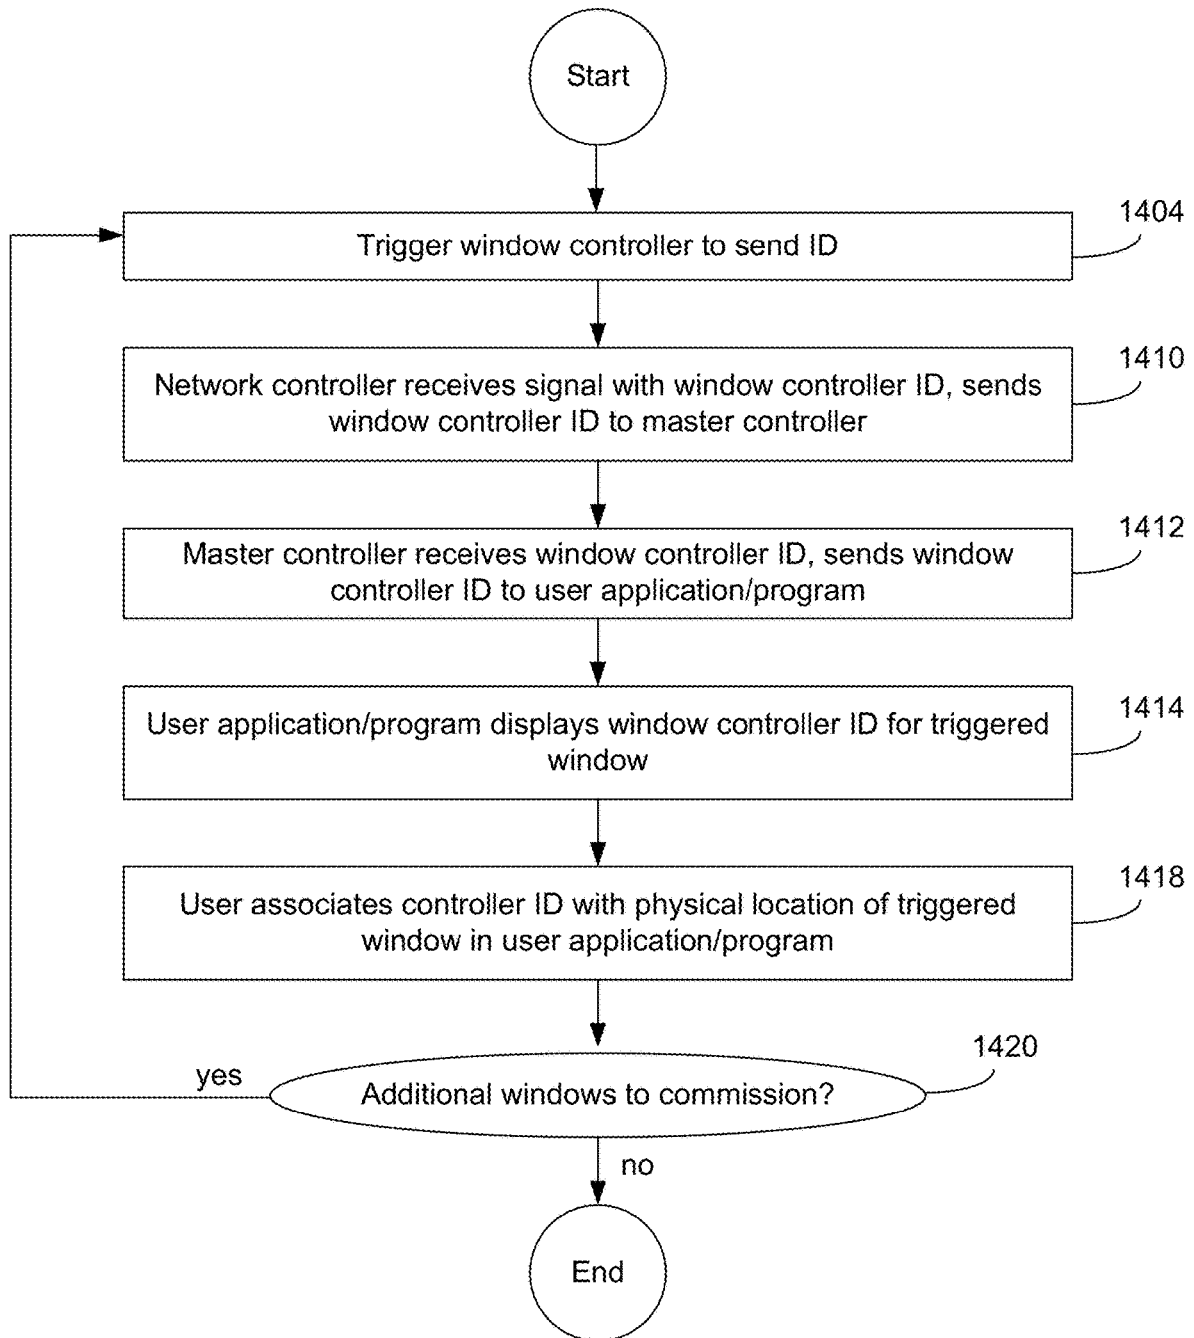 Start
1404
Trigger window controller to send ID
1410
Network controller receives signal with window controller ID, sends
window controller ID to master controller
1412
Master controller receives window controller ID, sends window
controller ID to user application/program
1414
User application/program displays window controller ID for triggered
window
1418
User associates controller ID with physical location of triggered
window in user application/program
1420
yes
Additional windows to commission?
no
End